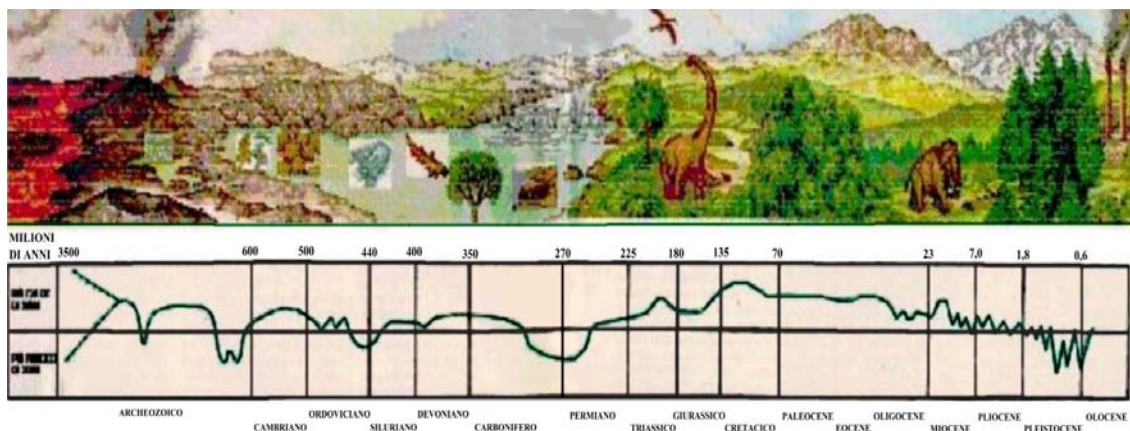 MILIONI
DI ANNI 3500 600 500 440 400 350 270 225 180 135 70 23 7,0 1,8 0,6
ARCHEOZOICO CAMBRIANO ORDOVICIANO SILURIANO DEVONIANO CARBONIFERO PERMIANO TRIASSICO GIURASSICO CRETACICO PALEOCENE EOCENE OLIGOCENE MIOCENE PLIOCENE PLEISTOCENE OLOCENE